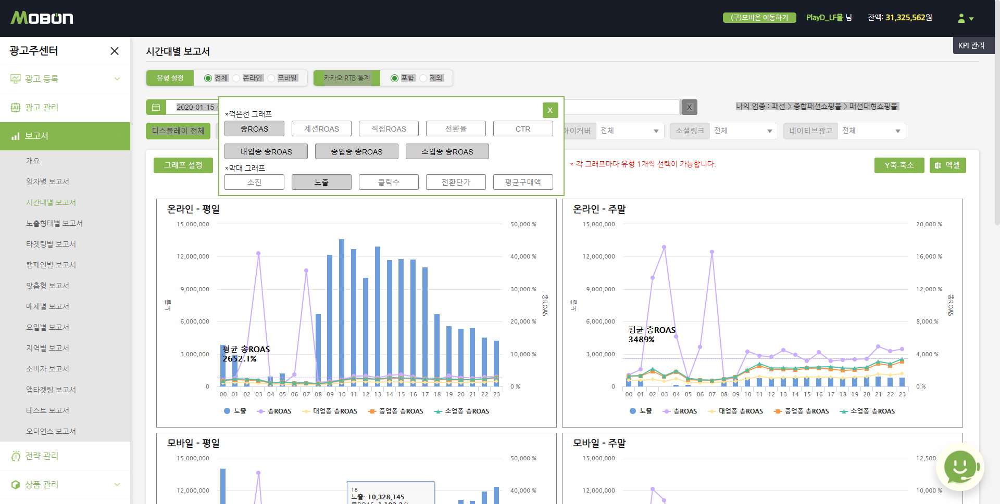 MOBON
(구)모비온 이동하기
PlayD_LF몰 님
잔액: 31,325,562원
광고주센터
시간대별 보고서
KPI 관리
광고 등록
광고 관리
보고서
개요
일자별 보고서
시간대별 보고서
노출형태별 보고서
타겟팅별 보고서
캠페인별 보고서
맞춤형 보고서
매체별 보고서
요일별 보고서
지역별 보고서
소비자 보고서
앱타겟팅 보고서
테스트 보고서
오디언스 보고서
전략 관리
상품 관리
유형 설정 전체 온라인 모바일
카카오 RTB 통계 포함 제외
2020-01-15 ~
X
나의 업종 : 패션 > 종합패션쇼핑몰 > 패션대형쇼핑몰
디스플레이 전체
아이커버 전체
소셜링크 전체
네이티브광고 전체
*꺾은선 그래프
X
총ROAS 세션ROAS 직접ROAS 전환율 CTR
대업종 총ROAS 중업종 총ROAS 소업종 총ROAS
*막대 그래프
소진 노출 클릭수 전환단가 평균구매액
그래프 설정
* 각 그래프마다 유형 1개씩 선택이 가능합니다.
Y축-축소
엑셀
온라인 - 평일
15,000,000
12,000,000
9,000,000
6,000,000
3,000,000
0
노출
50,000 %
40,000 %
30,000 %
20,000 %
10,000 %
0 %
총ROAS
평균 총ROAS
2652.1%
00 01 02 03 04 05 06 07 08 09 10 11 12 13 14 15 16 17 18 19 20 21 22 23
노출 총ROAS 대업종 총ROAS 중업종 총ROAS 소업종 총ROAS
온라인 - 주말
15,000,000
12,000,000
9,000,000
6,000,000
3,000,000
0
노출
20,000 %
16,000 %
12,000 %
8,000 %
4,000 %
0 %
총ROAS
평균 총ROAS
3489%
00 01 02 03 04 05 06 07 08 09 10 11 12 13 14 15 16 17 18 19 20 21 22 23
노출 총ROAS 대업종 총ROAS 중업종 총ROAS 소업종 총ROAS
모바일 - 평일
15,000,000
12,000,000
50,000 %
40,000 %
18
노출: 10,328,145
모바일 - 주말
15,000,000
12,000,000
12,500
10,000 %